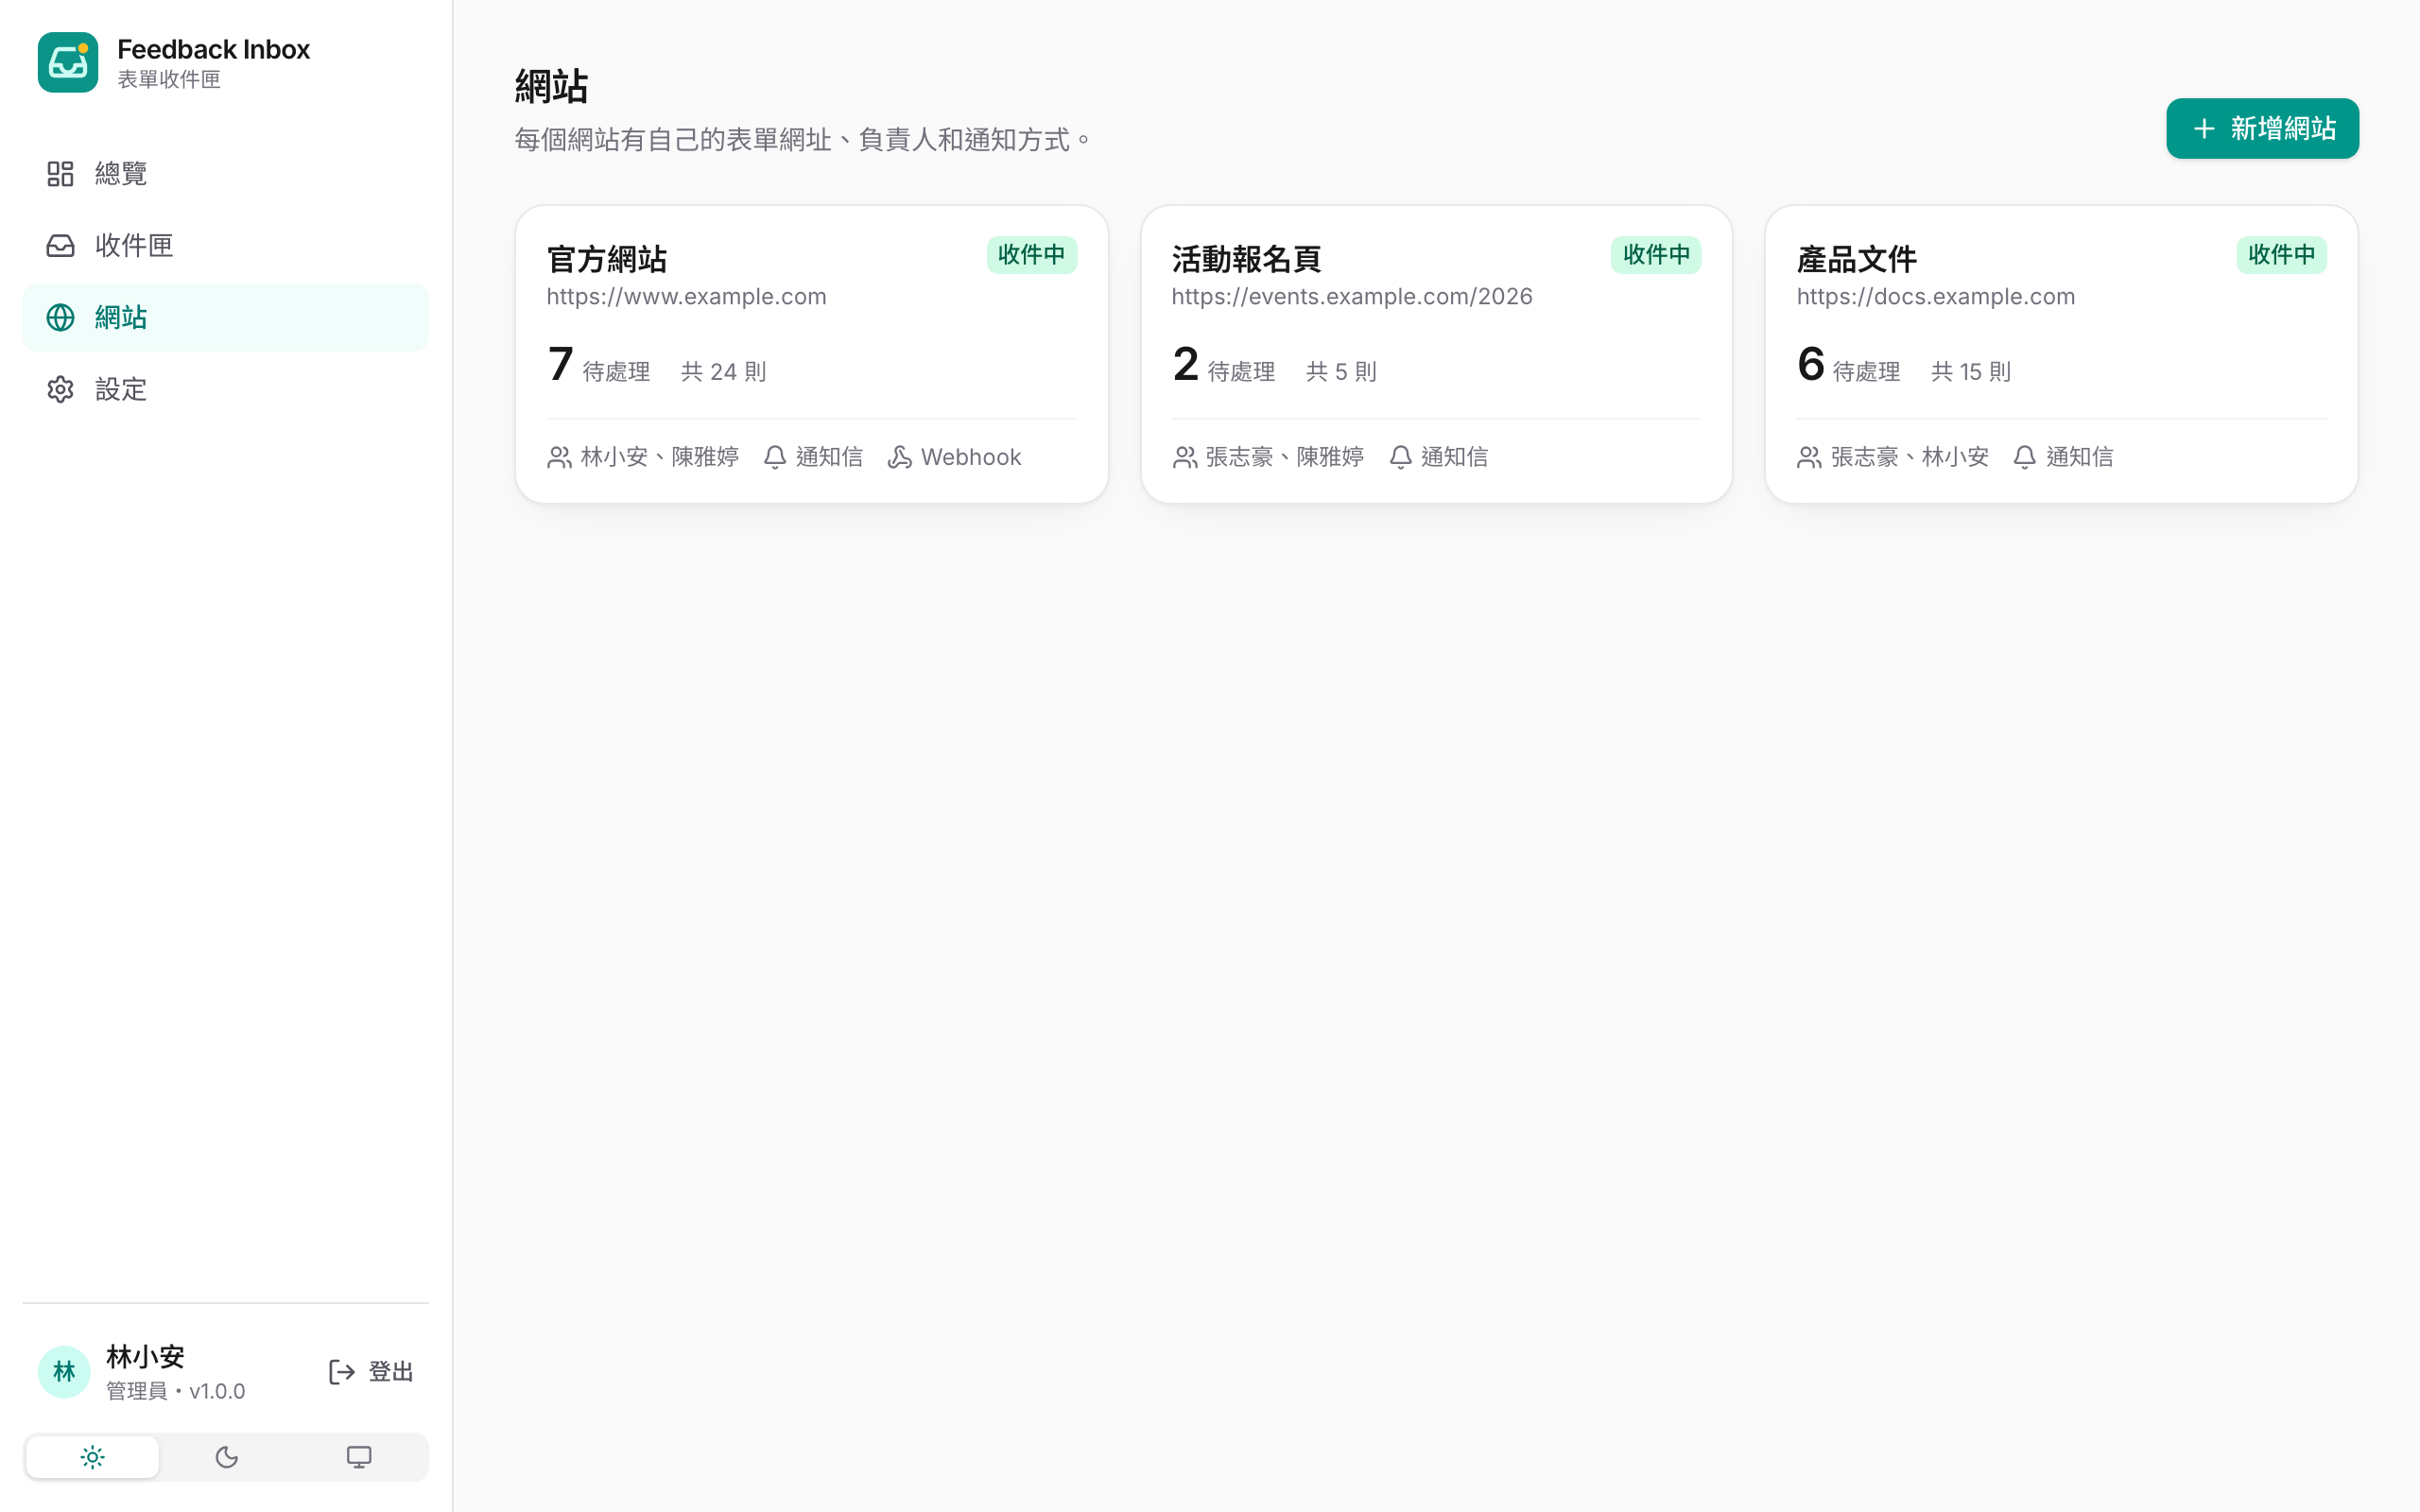 Feedback Inbox
表單收件匣
總覽
收件匣
網站
設定
林
林小安
管理員・v1.0.0
登出
網站
每個網站有自己的表單網址、負責人和通知方式。
新增網站
官方網站
收件中
https://www.example.com
7 待處理 共 24 則
林小安、陳雅婷 通知信 Webhook
活動報名頁
收件中
https://events.example.com/2026
2 待處理 共 5 則
張志豪、陳雅婷 通知信
產品文件
收件中
https://docs.example.com
6 待處理 共 15 則
張志豪、林小安 通知信